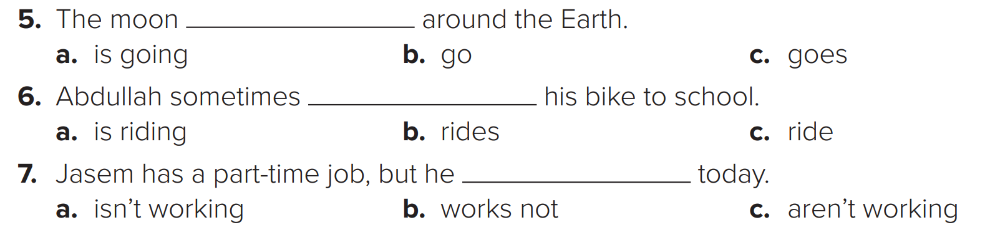 5. The moon ______________ around the Earth.
a. is going b. go c. goes
6. Abdullah sometimes ______________ his bike to school.
a. is riding b. rides c. ride
7. Jasem has a part-time job, but he ______________ today.
a. isn’t working b. works not c. aren’t working